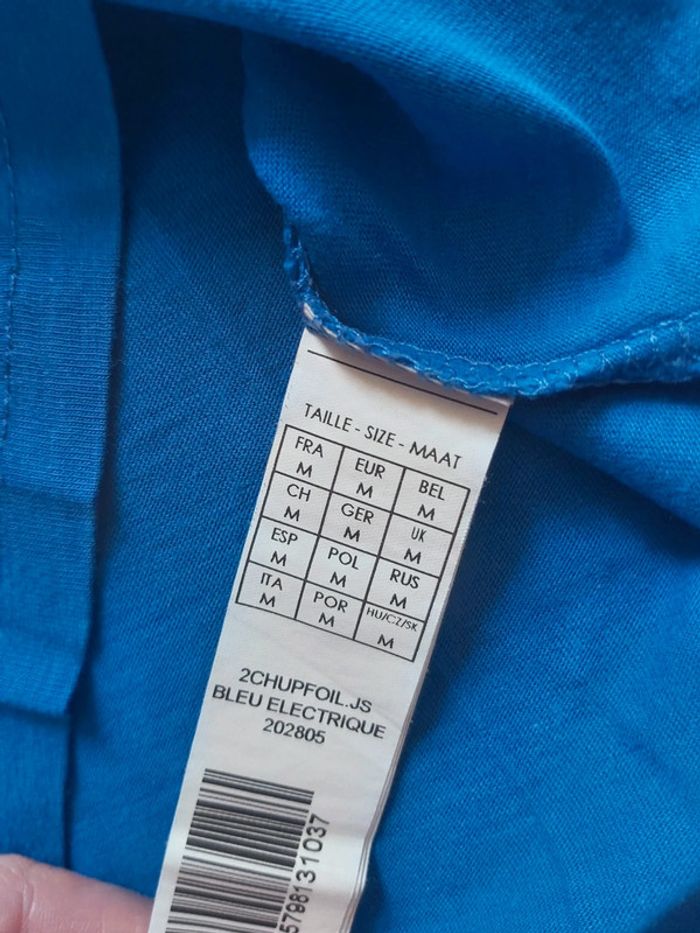 TAILLE - SIZE - MAAT
FRA EUR BEL
M M M
CH GER UK
M M M
ESP POL RUS
M M M
ITA POR HU/CZ/SK
M M M
2CHUPFOIL.JS
BLEU ELECTRIQUE
202805
5798131037